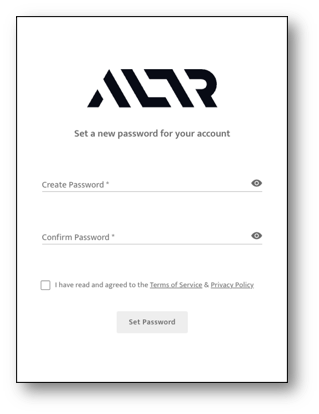 ALTR
Set a new password for your account
Create Password *
Confirm Password *
I have read and agreed to the Terms of Service & Privacy Policy
Set Password